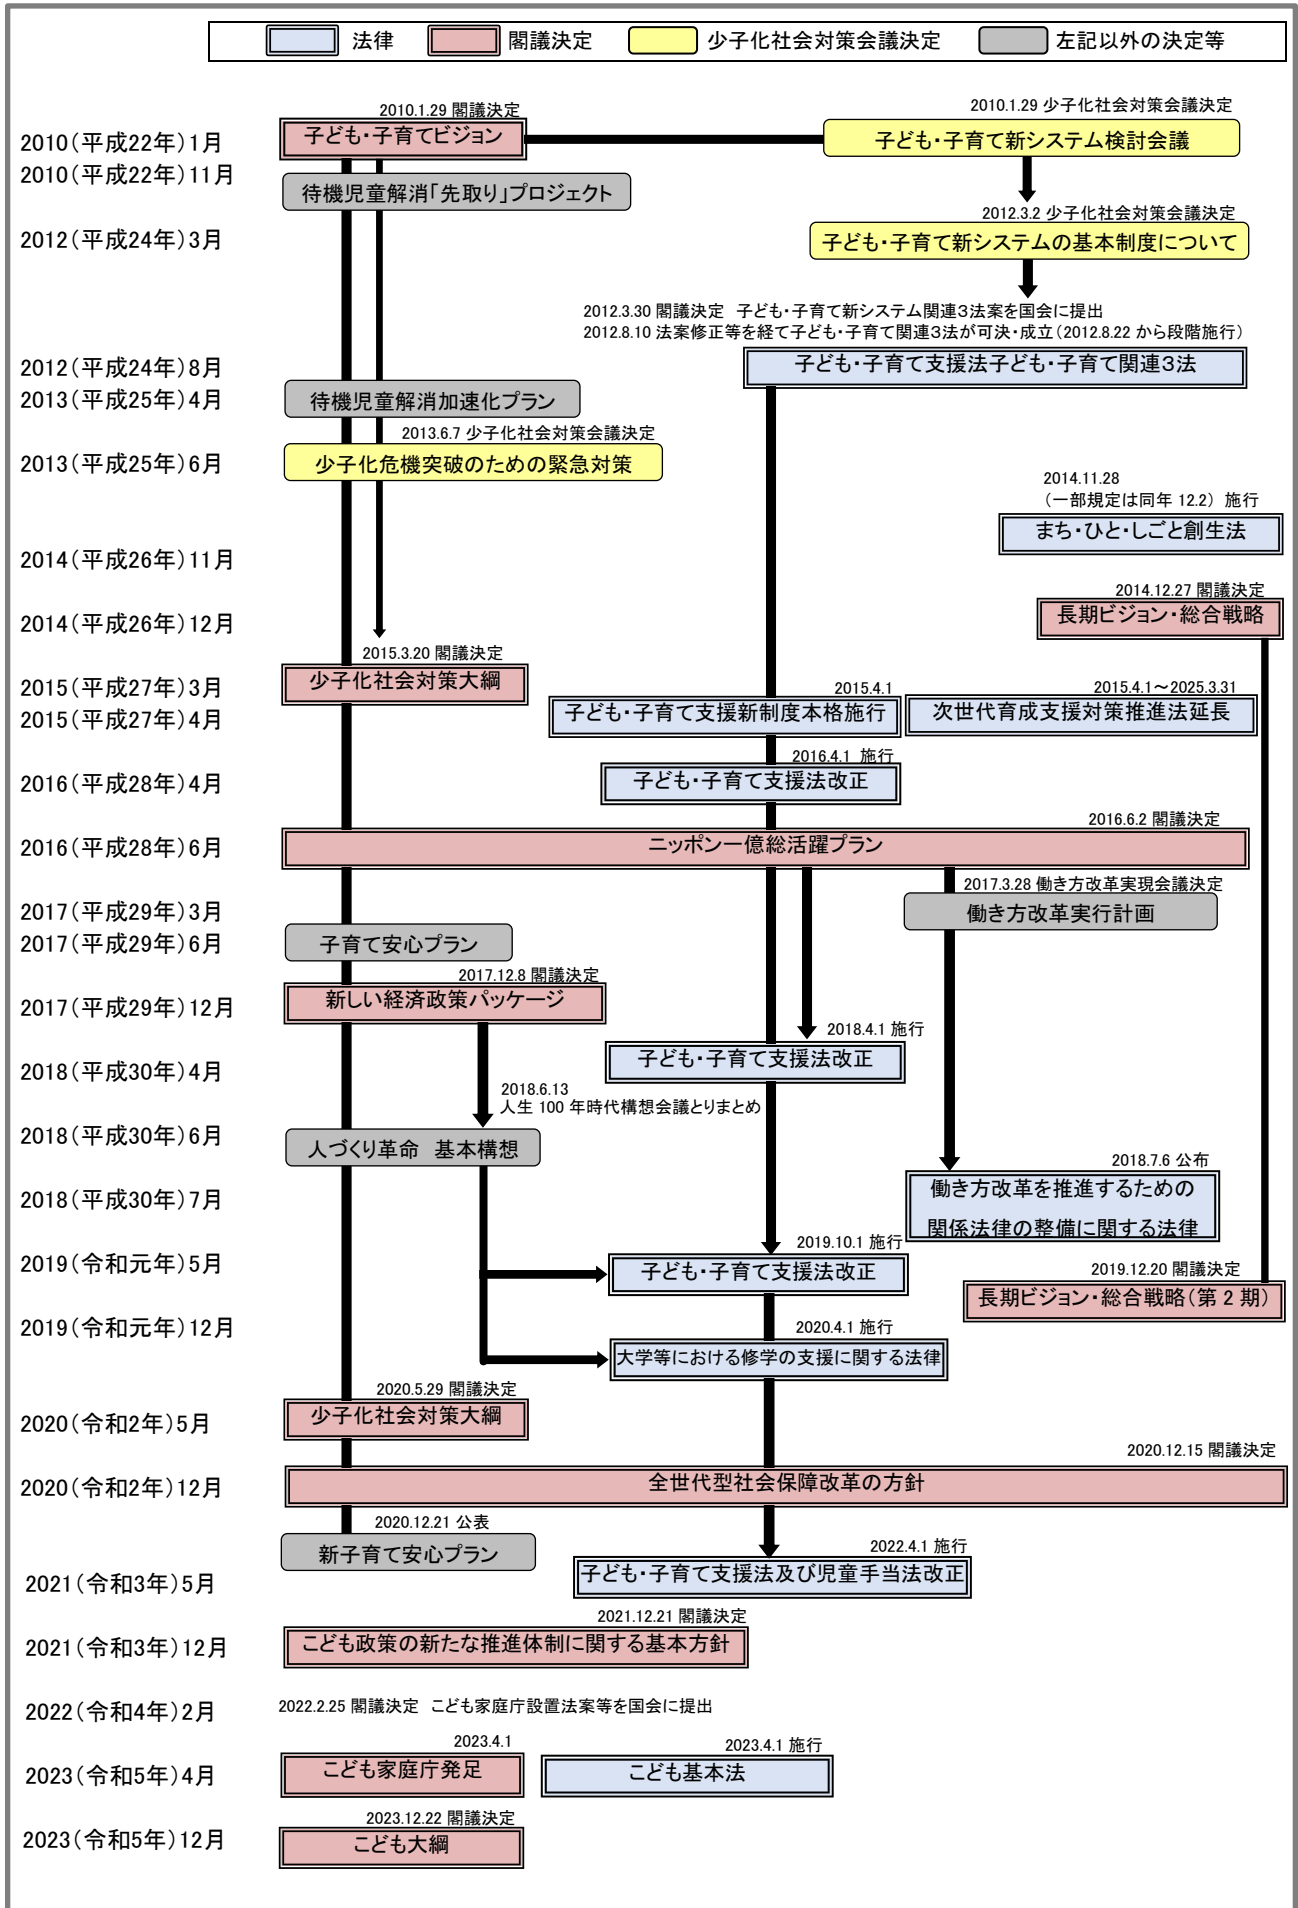 法律　閣議決定　少子化社会対策会議決定　左記以外の決定等
2010.1.29 閣議決定
2010.1.29 少子化社会対策会議決定
2010(平成22年)1月
子ども・子育てビジョン
子ども・子育て新システム検討会議
2010(平成22年)11月
待機児童解消「先取り」プロジェクト
2012.3.2 少子化社会対策会議決定
2012(平成24年)3月
子ども・子育て新システムの基本制度について
2012.3.30 閣議決定　子ども・子育て新システム関連3法案を国会に提出
2012.8.10 法案修正等を経て子ども・子育て関連3法が可決・成立(2012.8.22 から段階施行)
2012(平成24年)8月
子ども・子育て支援法子ども・子育て関連3法
2013(平成25年)4月
待機児童解消加速化プラン
2013.6.7 少子化社会対策会議決定
2013(平成25年)6月
少子化危機突破のための緊急対策
2014.11.28
(一部規定は同年 12.2) 施行
まち・ひと・しごと創生法
2014(平成26年)11月
2014.12.27 閣議決定
2014(平成26年)12月
長期ビジョン・総合戦略
2015.3.20 閣議決定
2015(平成27年)3月
少子化社会対策大綱
2015.4.1
2015.4.1～2025.3.31
2015(平成27年)4月
子ども・子育て支援新制度本格施行
次世代育成支援対策推進法延長
2016.4.1 施行
2016(平成28年)4月
子ども・子育て支援法改正
2016.6.2 閣議決定
2016(平成28年)6月
ニッポン一億総活躍プラン
2017.3.28 働き方改革実現会議決定
2017(平成29年)3月
働き方改革実行計画
2017(平成29年)6月
子育て安心プラン
2017.12.8 閣議決定
2017(平成29年)12月
新しい経済政策パッケージ
2018.4.1 施行
2018(平成30年)4月
子ども・子育て支援法改正
2018.6.13
人生 100 年時代構想会議とりまとめ
2018(平成30年)6月
人づくり革命　基本構想
2018.7.6 公布
2018(平成30年)7月
働き方改革を推進するための
関係法律の整備に関する法律
2019.10.1 施行
2019(令和元年)5月
子ども・子育て支援法改正
2019.12.20 閣議決定
長期ビジョン・総合戦略(第 2 期)
2019(令和元年)12月
2020.4.1 施行
大学等における修学の支援に関する法律
2020.5.29 閣議決定
2020(令和2年)5月
少子化社会対策大綱
2020.12.15 閣議決定
2020(令和2年)12月
全世代型社会保障改革の方針
2020.12.21 公表
新子育て安心プラン
2022.4.1 施行
2021(令和3年)5月
子ども・子育て支援法及び児童手当法改正
2021.12.21 閣議決定
2021(令和3年)12月
こども政策の新たな推進体制に関する基本方針
2022(令和4年)2月
2022.2.25 閣議決定　こども家庭庁設置法案等を国会に提出
2023.4.1
2023.4.1 施行
2023(令和5年)4月
こども家庭庁発足
こども基本法
2023.12.22 閣議決定
2023(令和5年)12月
こども大綱